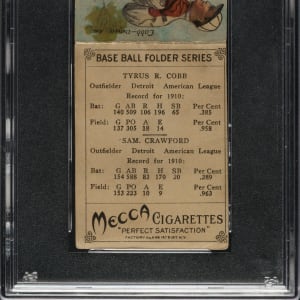 BASE BALL FOLDER SERIES
TYRUS R. COBB
Outfielder Detroit American League
Record for 1910:
Bat: G AB R H SB Per Cent
140 509 106 196 65 .385
Field: G PO A E Per Cent
137 305 18 14 .958
SAM. CRAWFORD
Outfielder Detroit American League
Record for 1910:
Bat: G AB R H SB Per Cent
154 588 83 170 20 .289
Field: G PO A E Per Cent
153 223 10 9 .963
MECCA CIGARETTES
"PERFECT SATISFACTION"